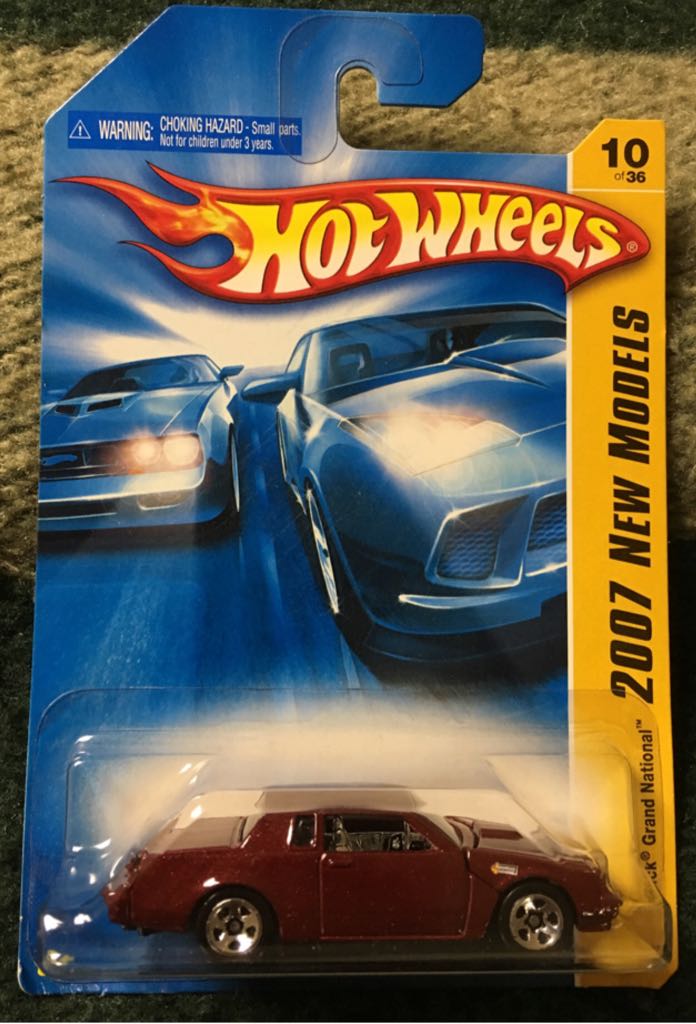 WARNING: CHOKING HAZARD - Small parts.
Not for children under 3 years.
10
of 36
HOT WHEELS®
2007 NEW MODELS
ck® Grand National™